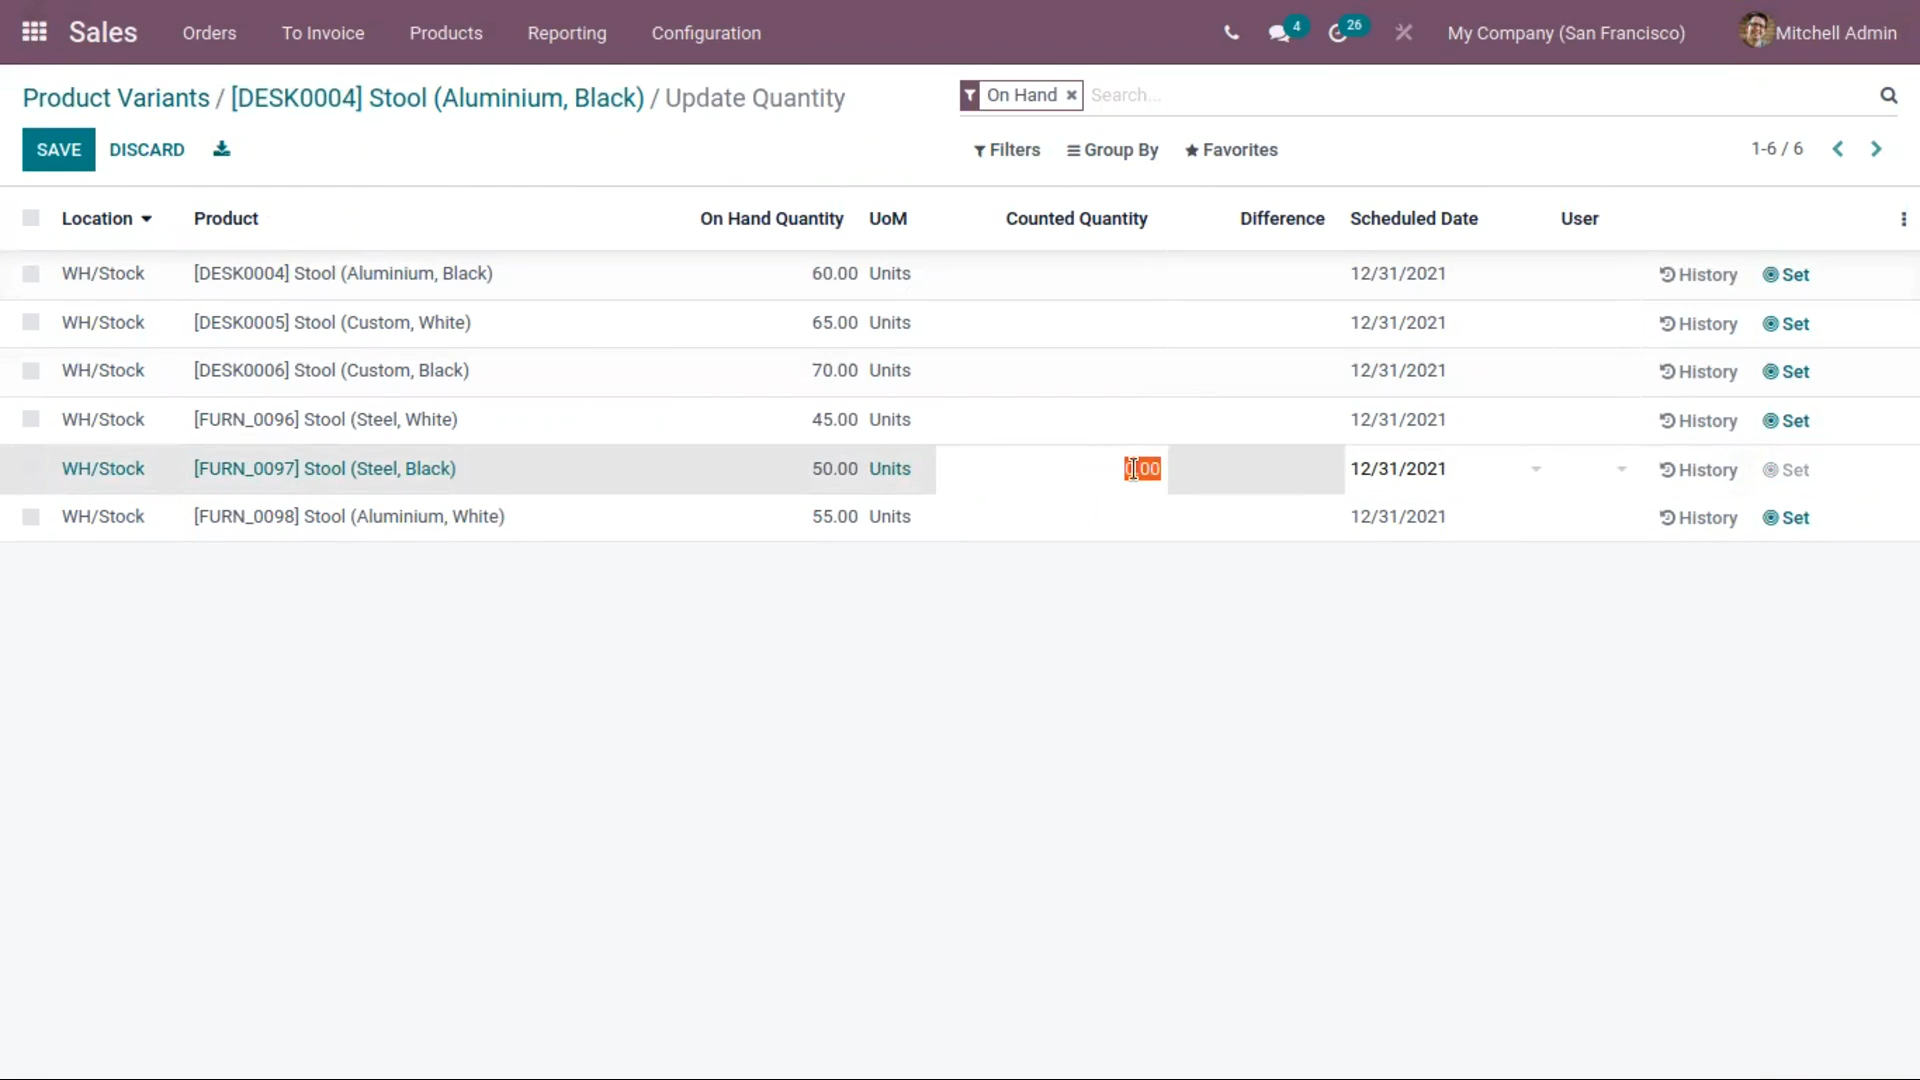 Sales Orders To Invoice Products Reporting Configuration 4 26 My Company (San Francisco) Mitchell Admin
Product Variants / [DESK0004] Stool (Aluminium, Black) / Update Quantity On Hand × Search...
SAVE DISCARD Filters Group By Favorites 1-6 / 6
Location Product On Hand Quantity UoM Counted Quantity Difference Scheduled Date User
WH/Stock [DESK0004] Stool (Aluminium, Black) 60.00 Units 12/31/2021 History Set
WH/Stock [DESK0005] Stool (Custom, White) 65.00 Units 12/31/2021 History Set
WH/Stock [DESK0006] Stool (Custom, Black) 70.00 Units 12/31/2021 History Set
WH/Stock [FURN_0096] Stool (Steel, White) 45.00 Units 12/31/2021 History Set
WH/Stock [FURN_0097] Stool (Steel, Black) 50.00 Units 0.00 12/31/2021 History Set
WH/Stock [FURN_0098] Stool (Aluminium, White) 55.00 Units 12/31/2021 History Set